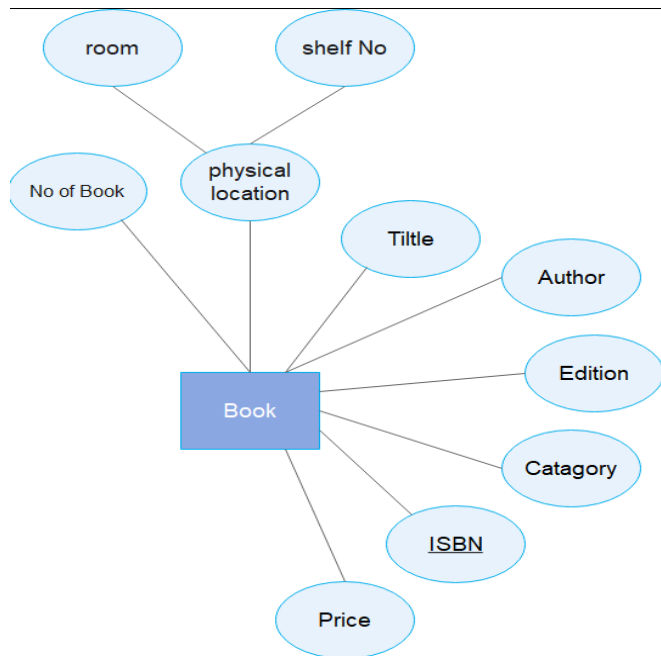 room
shelf No
physical
location
No of Book
Tiltle
Author
Edition
Book
Catagory
ISBN
Price